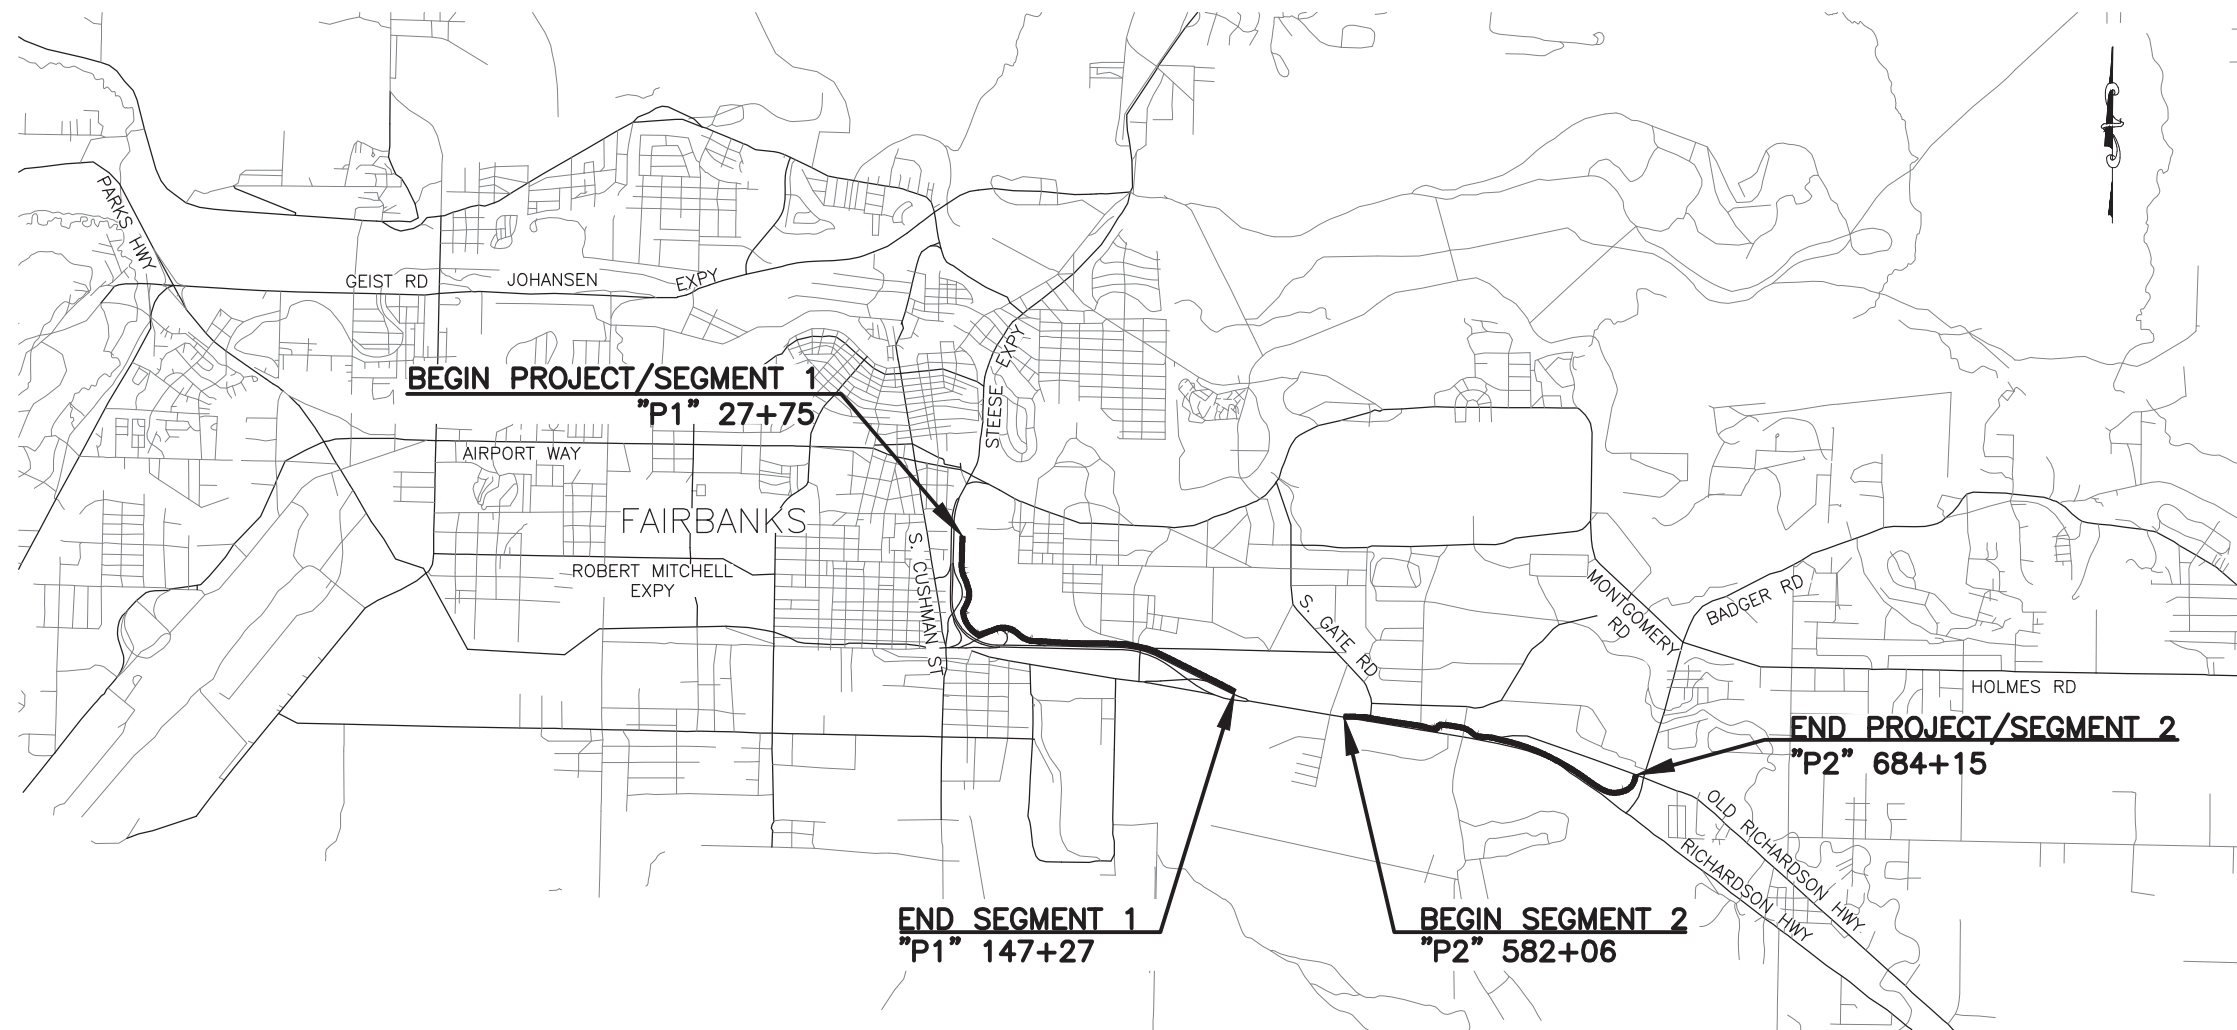 PARKS HWY
GEIST RD
JOHANSEN
EXPY
STEESE EXPY
BEGIN PROJECT/SEGMENT 1
"P1" 27+75
AIRPORT WAY
FAIRBANKS
S. CUSHMAN ST
ROBERT MITCHELL
EXPY
S. GATE RD
MONTGOMERY
RD
BADGER RD
HOLMES RD
END PROJECT/SEGMENT 2
"P2" 684+15
OLD RICHARDSON HWY.
RICHARDSON HWY
END SEGMENT 1
"P1" 147+27
BEGIN SEGMENT 2
"P2" 582+06